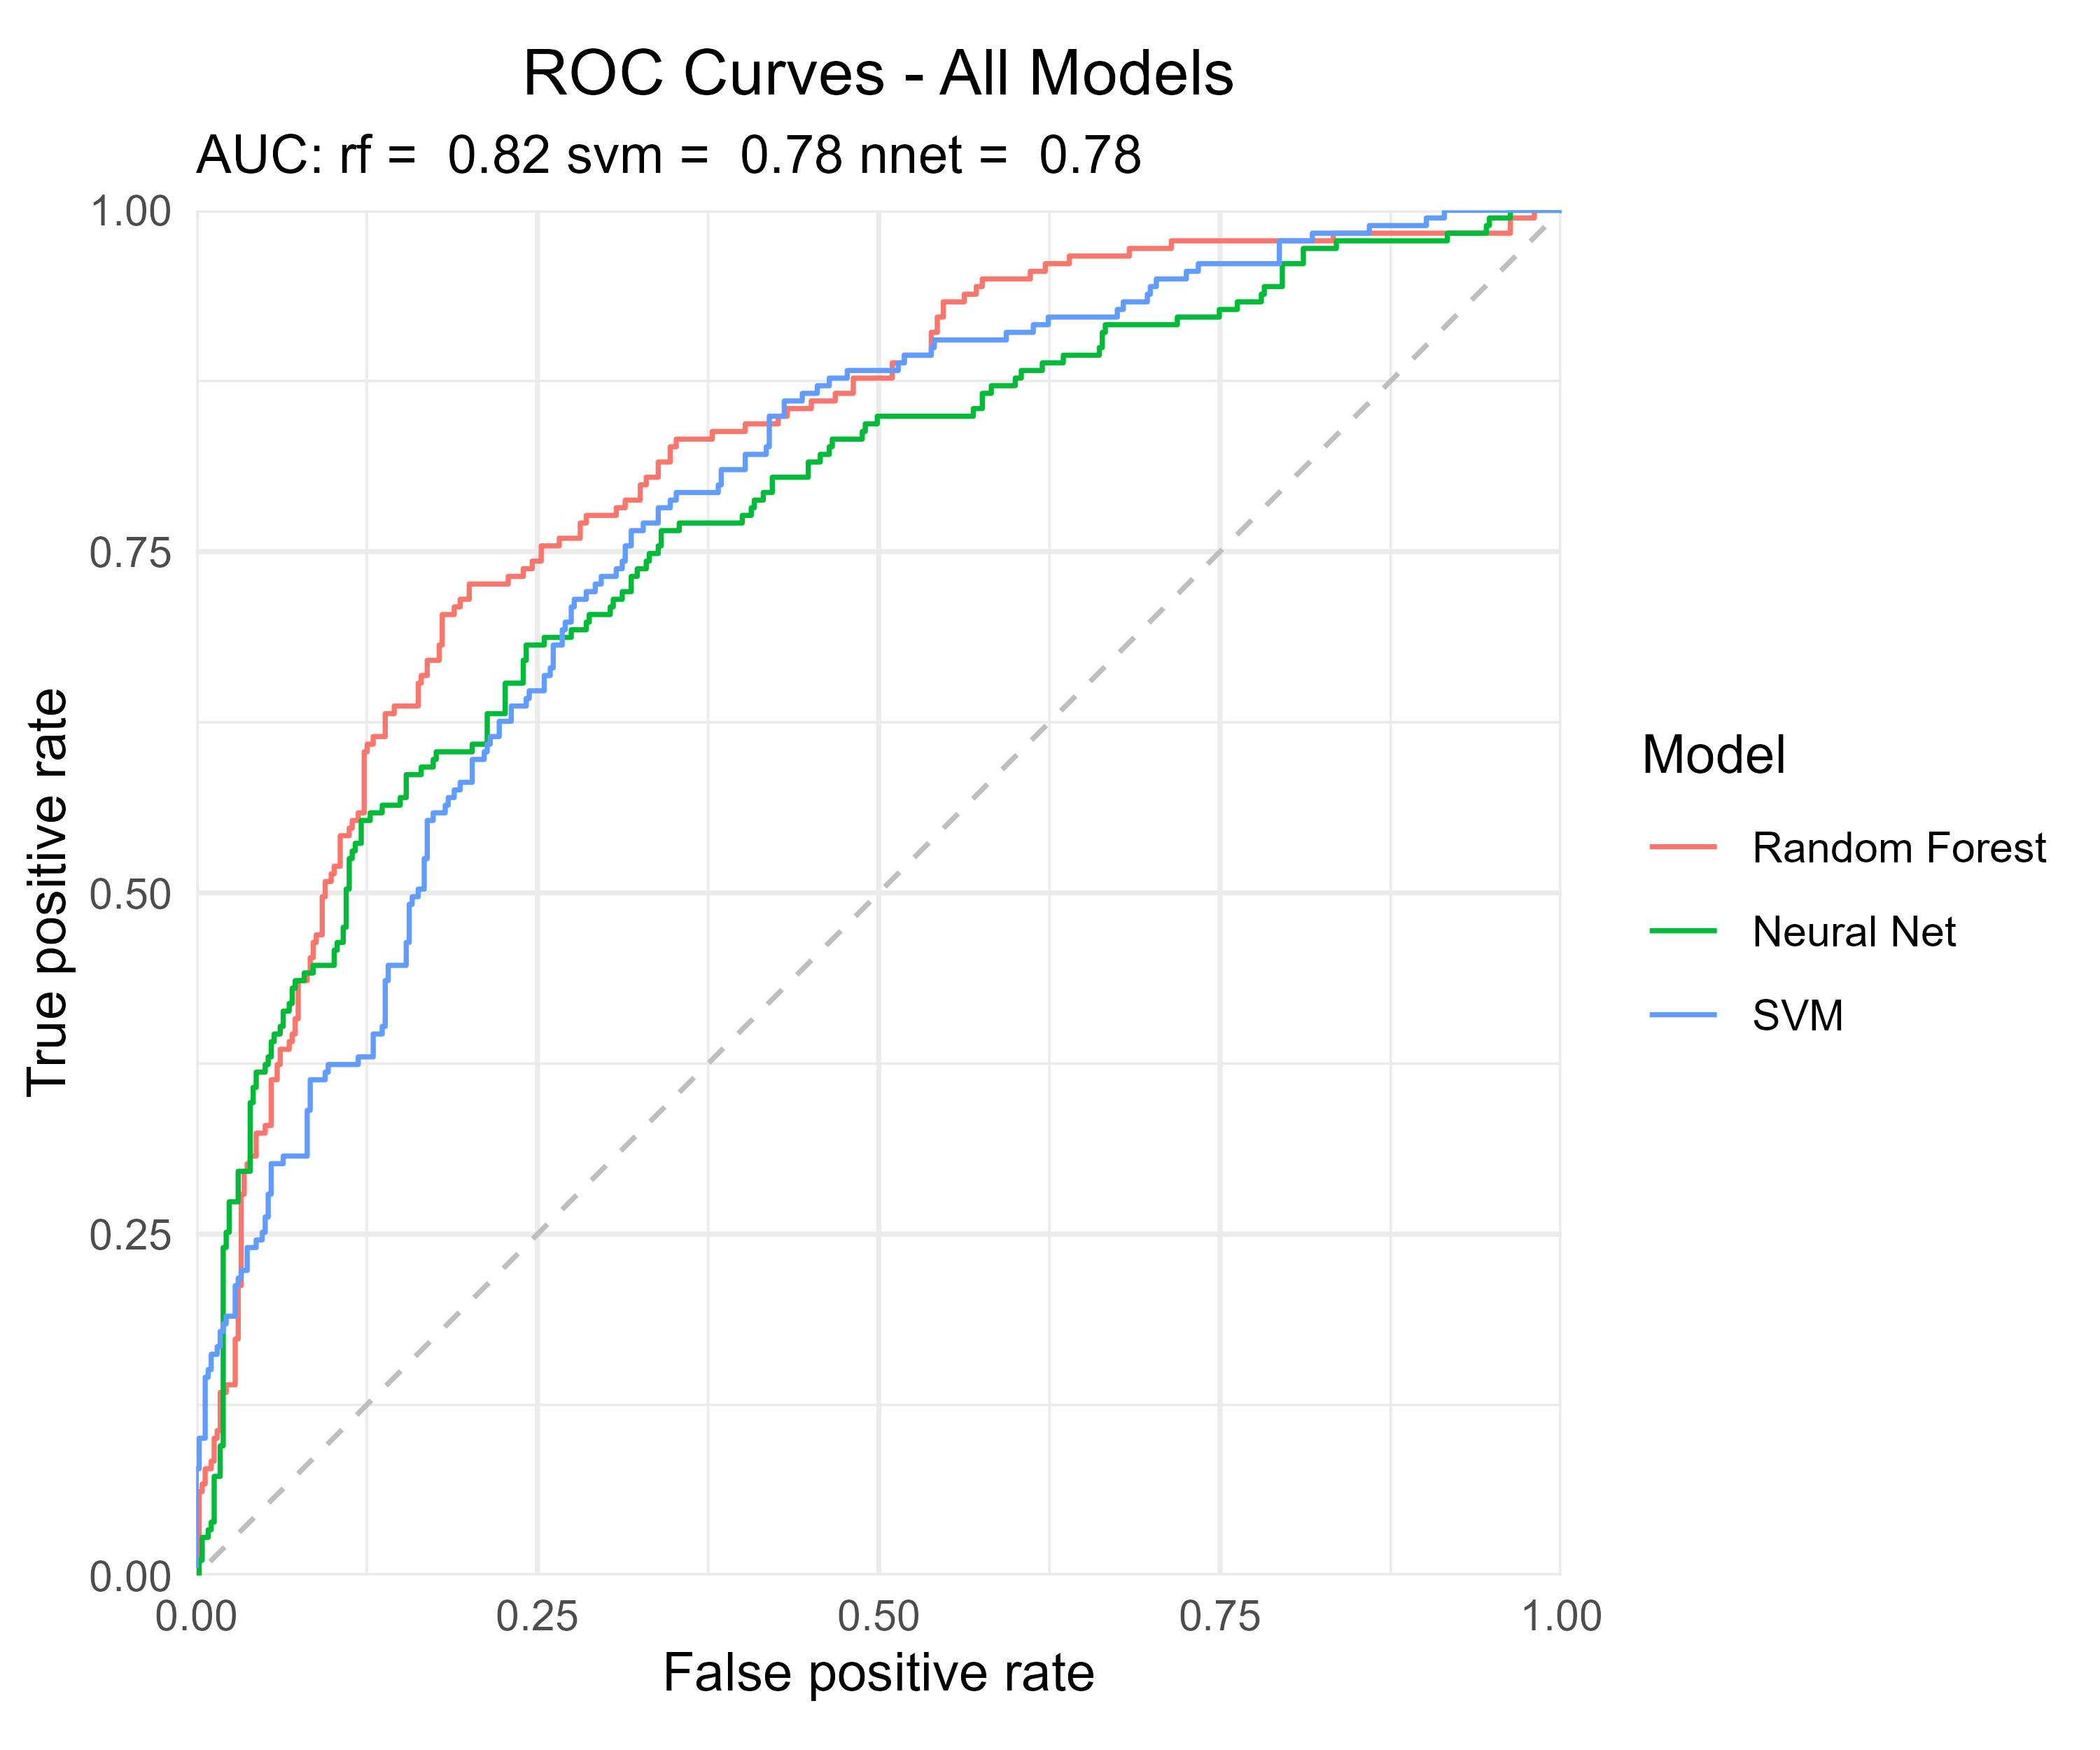 ROC Curves - All Models
AUC: rf =  0.82 svm =  0.78 nnet =  0.78
1.00
0.75
0.50
0.25
0.00
True positive rate
0.00 0.25 0.50 0.75 1.00
False positive rate
Model
Random Forest
Neural Net
SVM